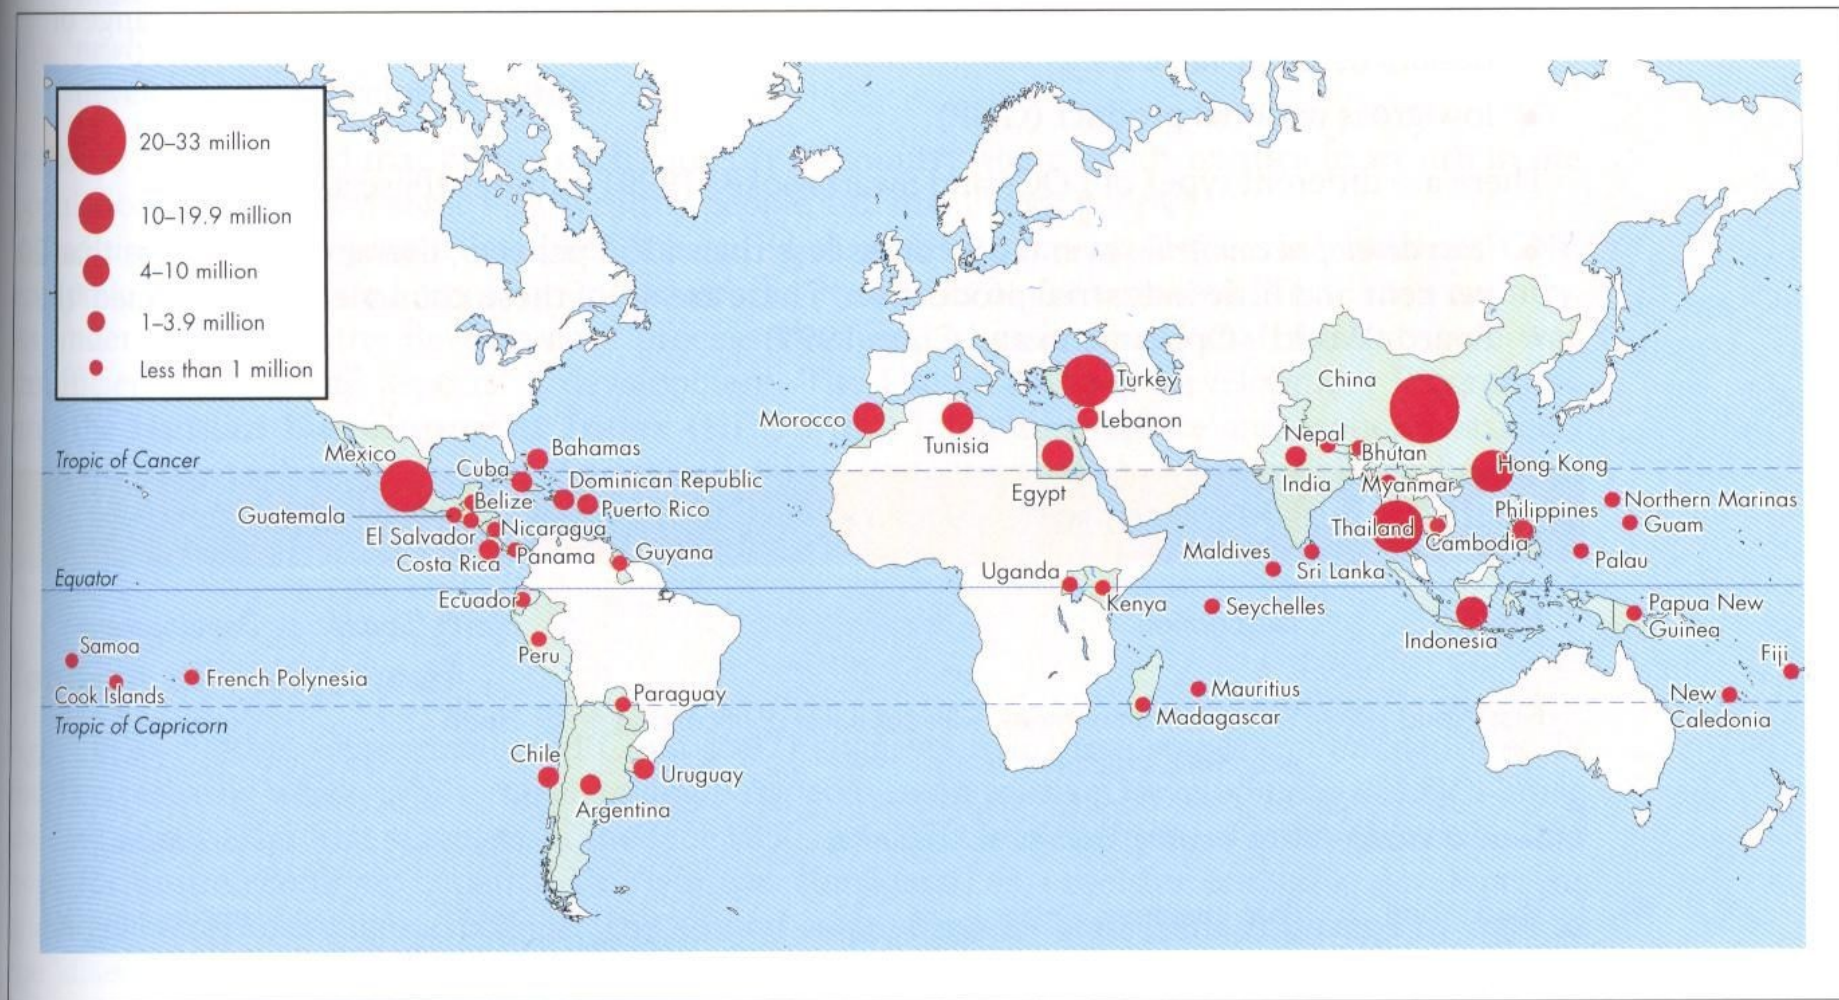 20–33 million
10–19.9 million
4–10 million
1–3.9 million
Less than 1 million
Tropic of Cancer
Equator
Tropic of Capricorn
Mexico
Bahamas
Cuba
Dominican Republic
Belize
Puerto Rico
Guatemala
El Salvador
Nicaragua
Costa Rica
Panama
Guyana
Ecuador
Peru
Samoa
Cook Islands
French Polynesia
Paraguay
Chile
Uruguay
Argentina
Morocco
Tunisia
Turkey
Lebanon
Egypt
Uganda
Kenya
Seychelles
Mauritius
Madagascar
China
Nepal
Bhutan
India
Myanmar
Hong Kong
Thailand
Cambodia
Philippines
Northern Marinas
Guam
Palau
Maldives
Sri Lanka
Indonesia
Papua New
Guinea
Fiji
New
Caledonia